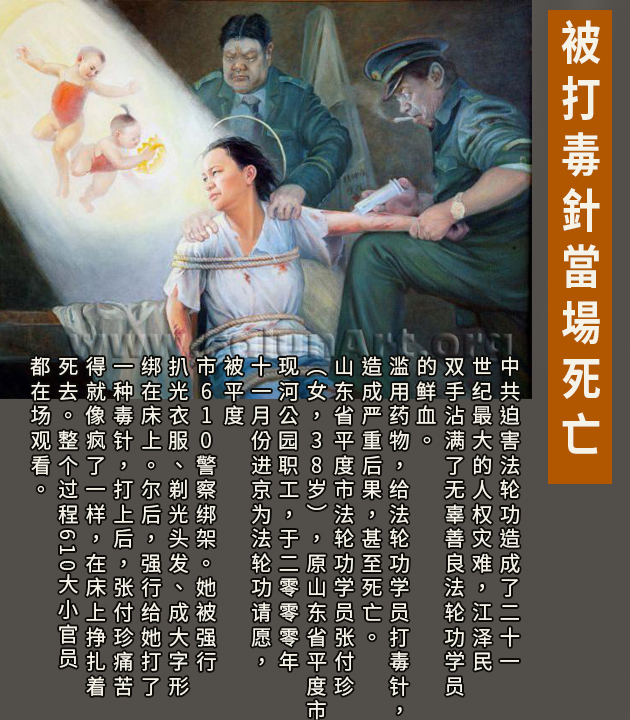 被打毒針當場死亡
中共迫害法轮功造成了二十一
世纪最大的人权灾难，江泽民
双手沾满了无辜善良法轮功学员
的鲜血。
滥用药物，给法轮功学员打毒针，
造成严重后果，甚至死亡。
山东省平度市法轮功学员张付珍
（女，38岁），原山东省平度市
现河公园职工，于二零零零年
十一月份进京为法轮功请愿，
被平度
市610警察绑架。她被强行
扒光衣服、剃光头发、成大字形
绑在床上。尔后，强行给她打了
一种毒针，打上后，张付珍痛苦
得就像疯了一样，在床上挣扎着
死去。整个过程610大小官员
都在场观看。